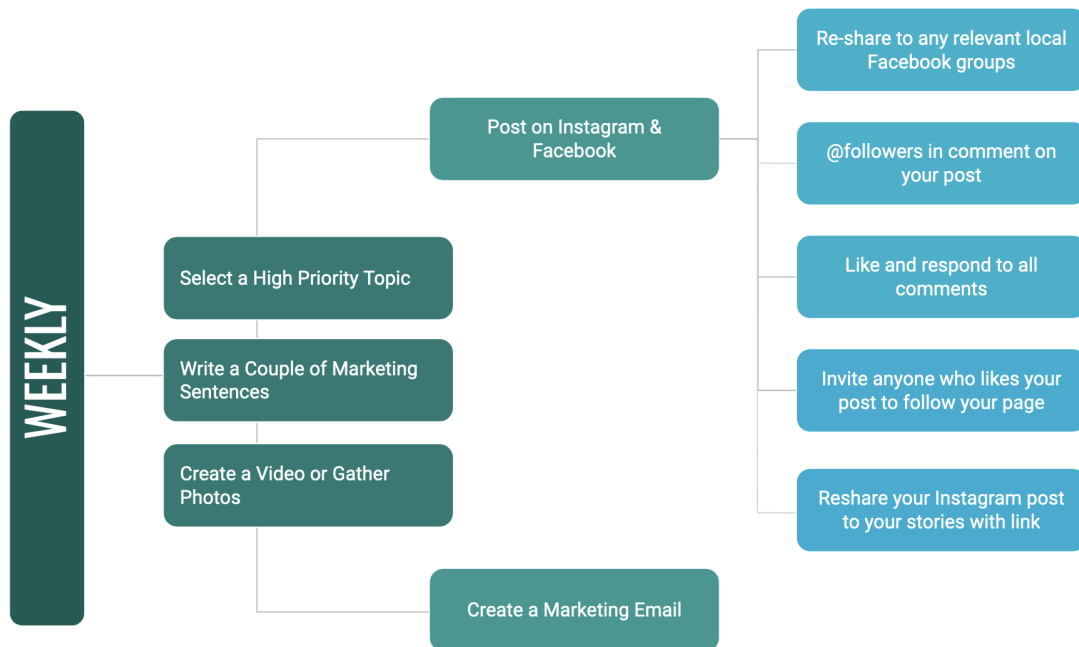 WEEKLY
Select a High Priority Topic
Write a Couple of Marketing
Sentences
Create a Video or Gather
Photos
Post on Instagram &
Facebook
Create a Marketing Email
Re-share to any relevant local
Facebook groups
@followers in comment on
your post
Like and respond to all
comments
Invite anyone who likes your
post to follow your page
Reshare your Instagram post
to your stories with link